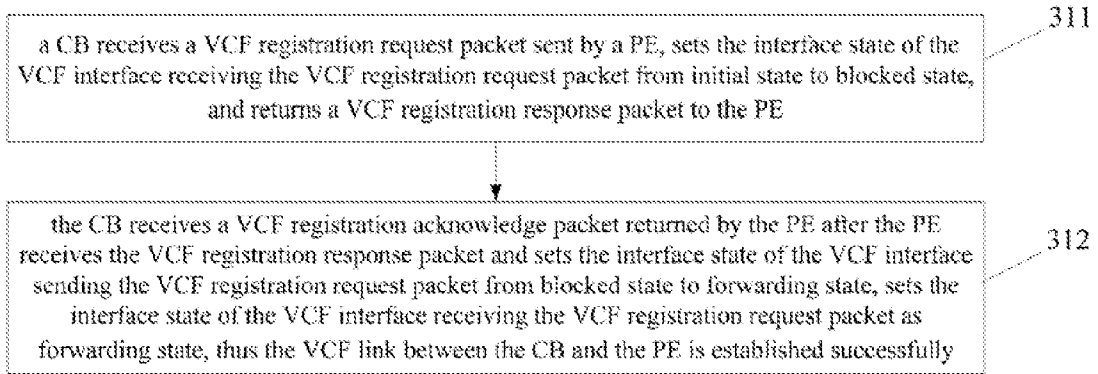 311
a CB receives a VCF registration request packet sent by a PE, sets the interface state of the
VCF interface receiving the VCF registration request packet from initial state to blocked state,
and returns a VCF registration response packet to the PE
the CB receives a VCF registration acknowledge packet returned by the PE after the PE
receives the VCF registration response packet and sets the interface state of the VCF interface
sending the VCF registration request packet from blocked state to forwarding state, sets the
interface state of the VCF interface receiving the VCF registration request packet as
forwarding state, thus the VCF link between the CB and the PE is established successfully
312